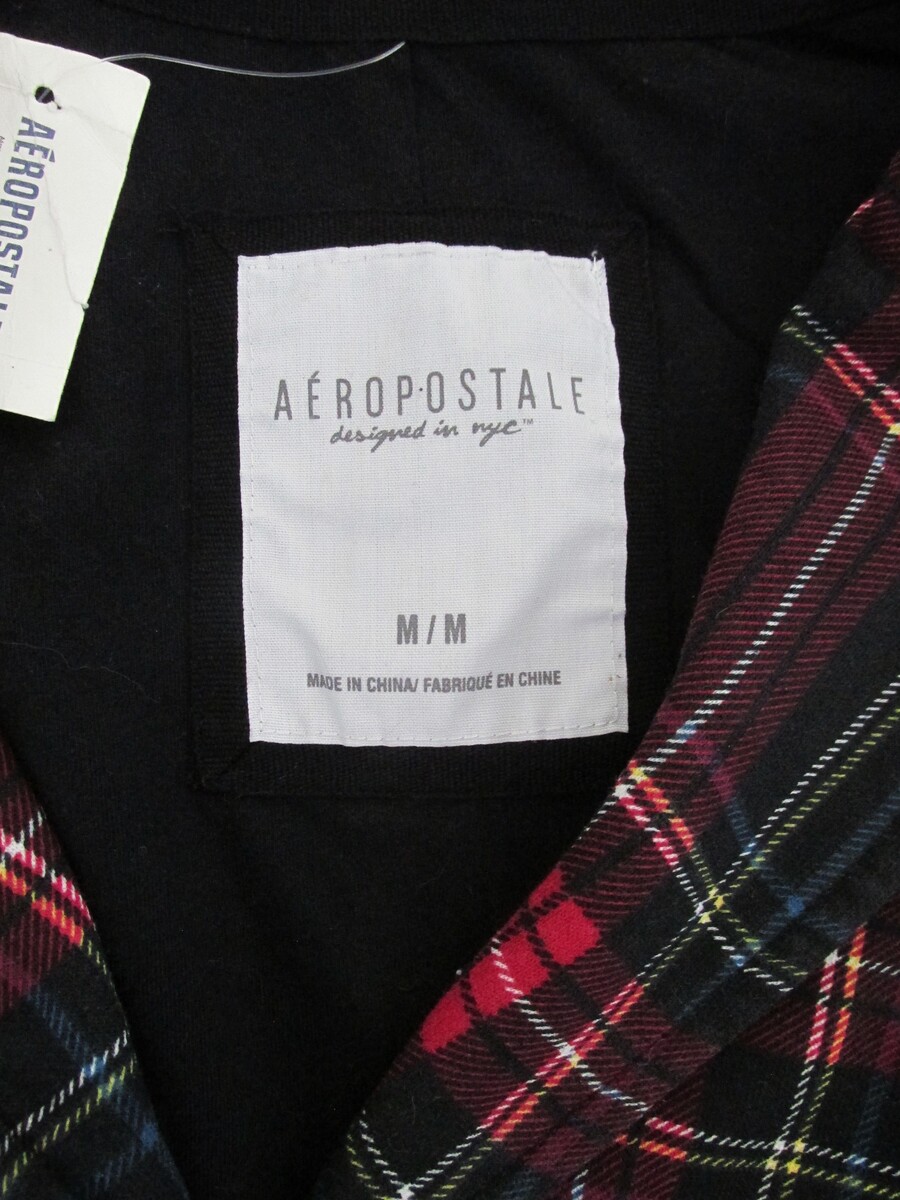 AÉROPOSTALE
AÉROPOSTALE
designed in nyc™
M / M
MADE IN CHINA/ FABRIQUÉ EN CHINE